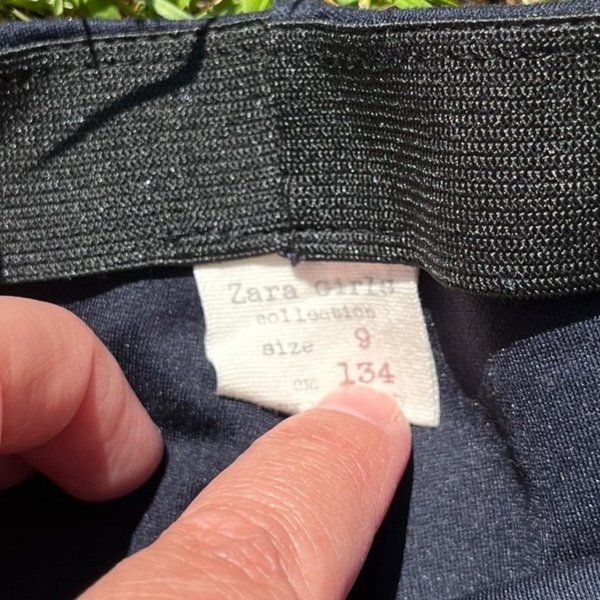 Zara Girls
collection
size 9
cm 134